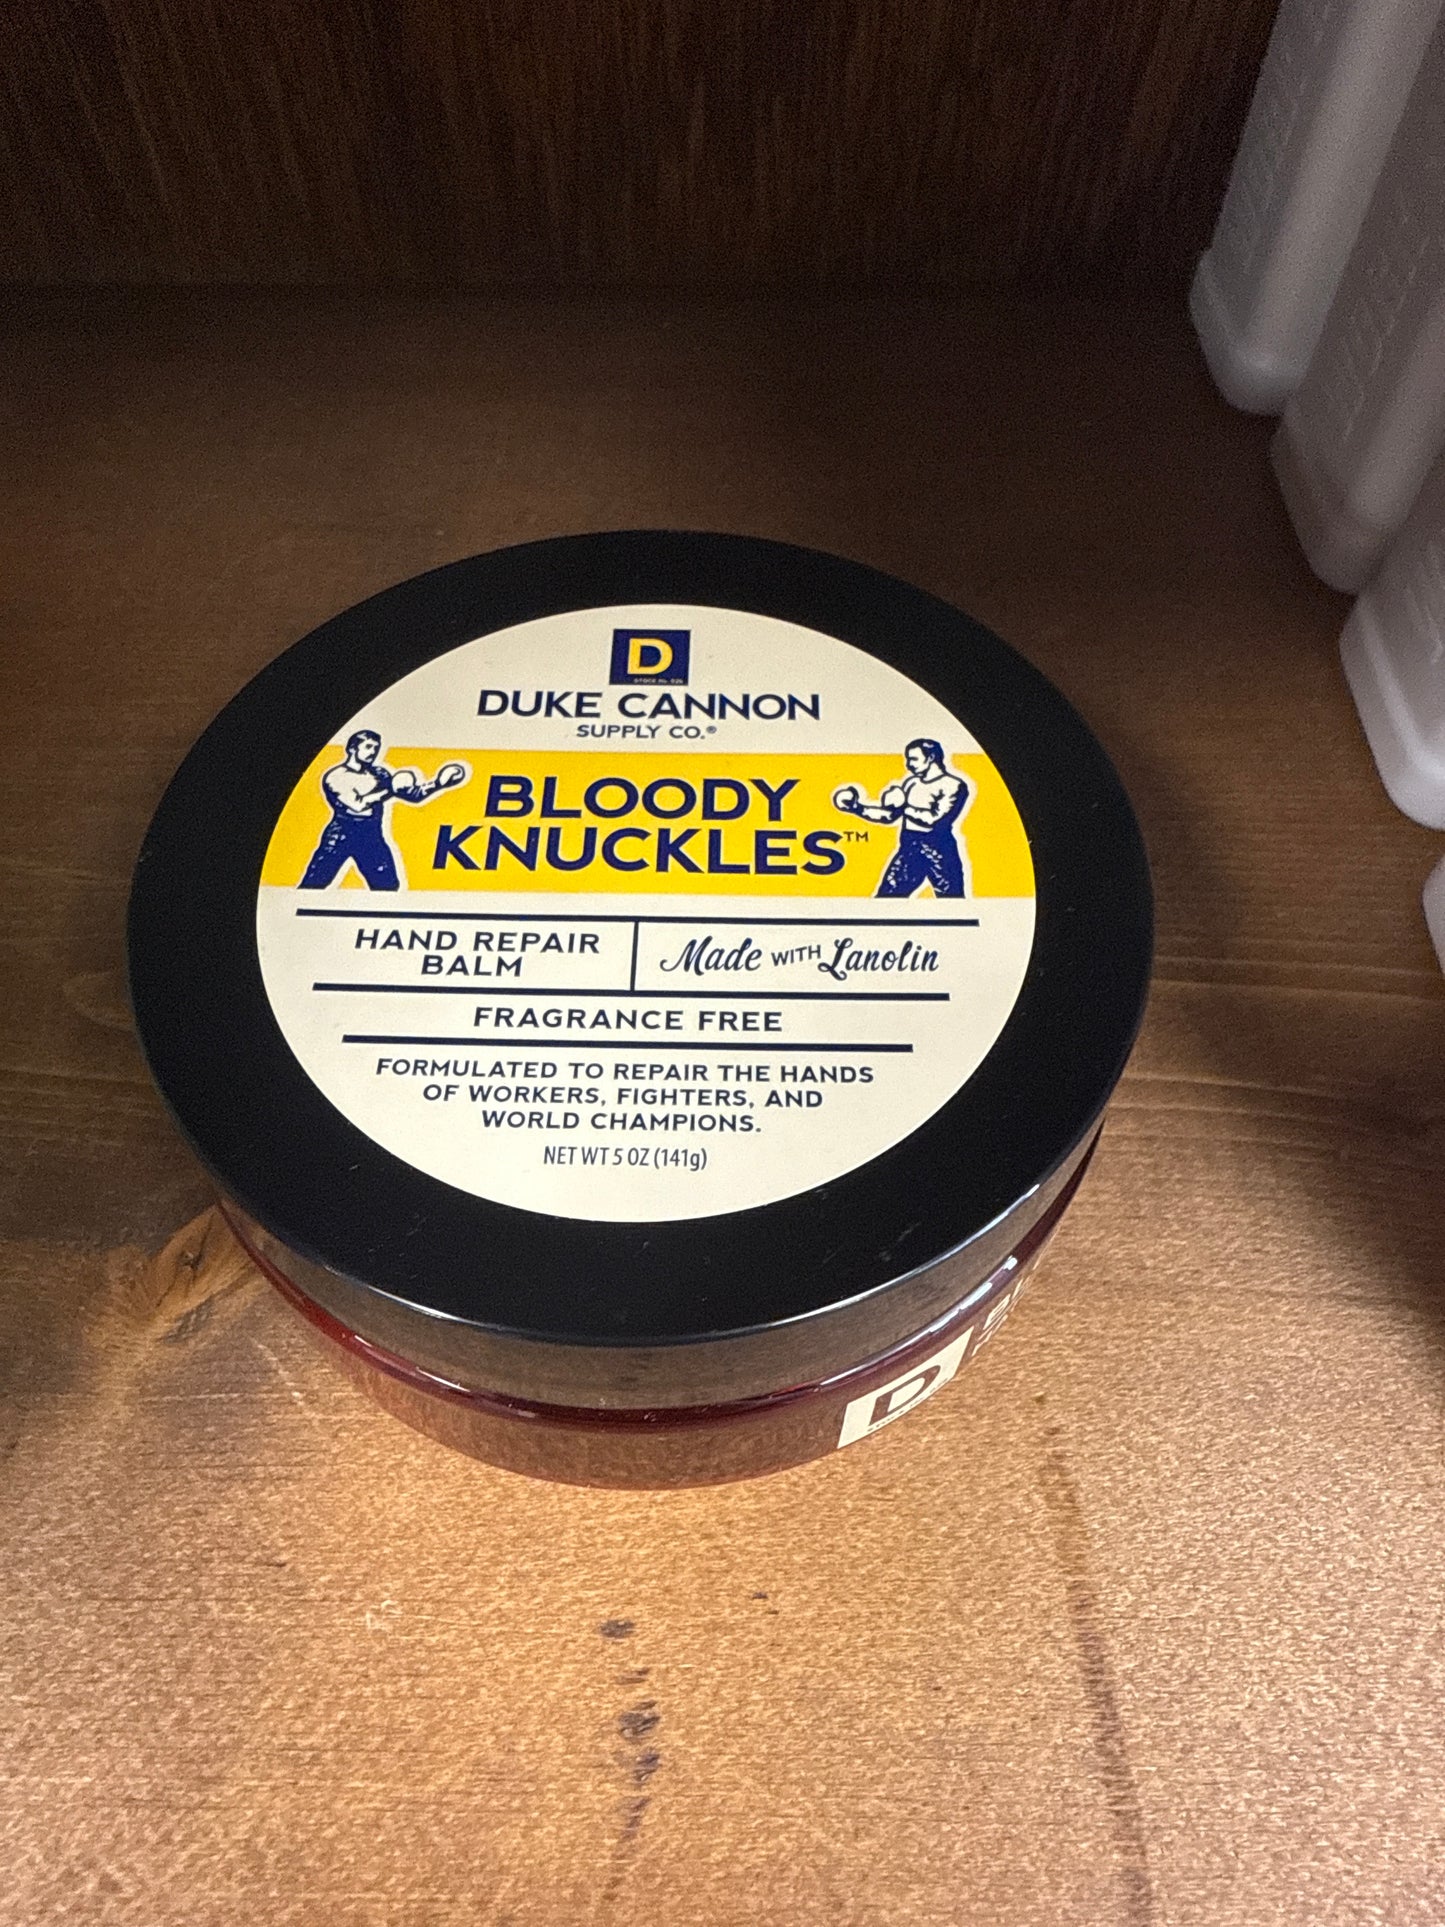 D
DUKE CANNON
SUPPLY CO.®
BLOODY
KNUCKLES™
HAND REPAIR
BALM
Made WITH Lanolin
FRAGRANCE FREE
FORMULATED TO REPAIR THE HANDS
OF WORKERS, FIGHTERS, AND
WORLD CHAMPIONS.
NET WT 5 OZ (141g)
D